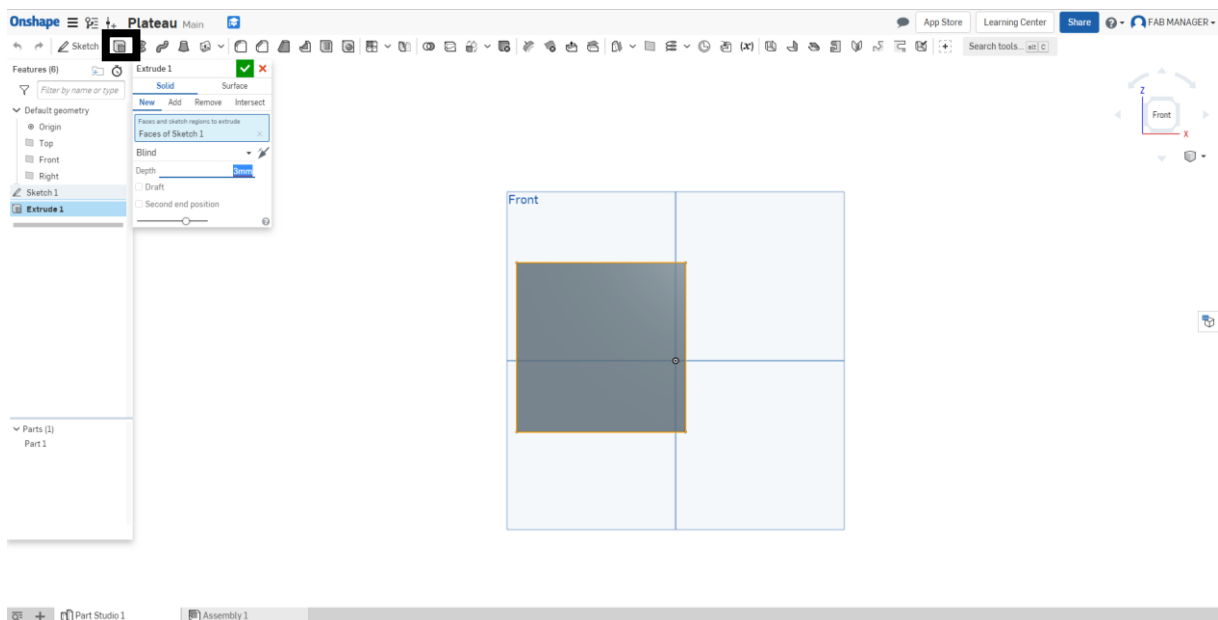 Onshape Plateau Main App Store Learning Center Share FAB MANAGER
Sketch Search tools... alt C
Features (6)
Filter by name or type
Default geometry
Origin
Top
Front
Right
Sketch 1
Extrude 1
Extrude 1
Solid Surface
New Add Remove Intersect
Faces and sketch regions to extrude
Faces of Sketch 1
Blind
Depth 3mm
Draft
Second end position
Front
Z
Front
X
Parts (1)
Part 1
Part Studio 1 Assembly 1